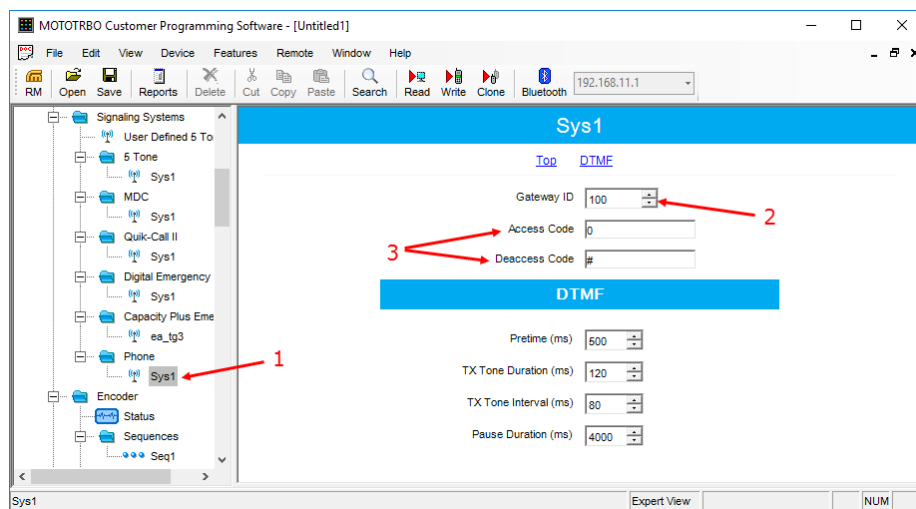 MOTOTRBO Customer Programming Software - [Untitled1]
File Edit View Device Features Remote Window Help
RM Open Save Reports Delete Cut Copy Paste Search Read Write Clone Bluetooth 192.168.11.1
Signaling Systems
User Defined 5 To
5 Tone
Sys1
MDC
Sys1
Quik-Call II
Sys1
Digital Emergency
Sys1
Capacity Plus Eme
ea_tg3
Phone
Sys1
1
Encoder
Status
Sequences
Seq1
Sys1
Top DTMF
Gateway ID 100
2
Access Code 0
3
Deaccess Code #
DTMF
Pretime (ms) 500
TX Tone Duration (ms) 120
TX Tone Interval (ms) 80
Pause Duration (ms) 4000
Sys1 Expert View NUM